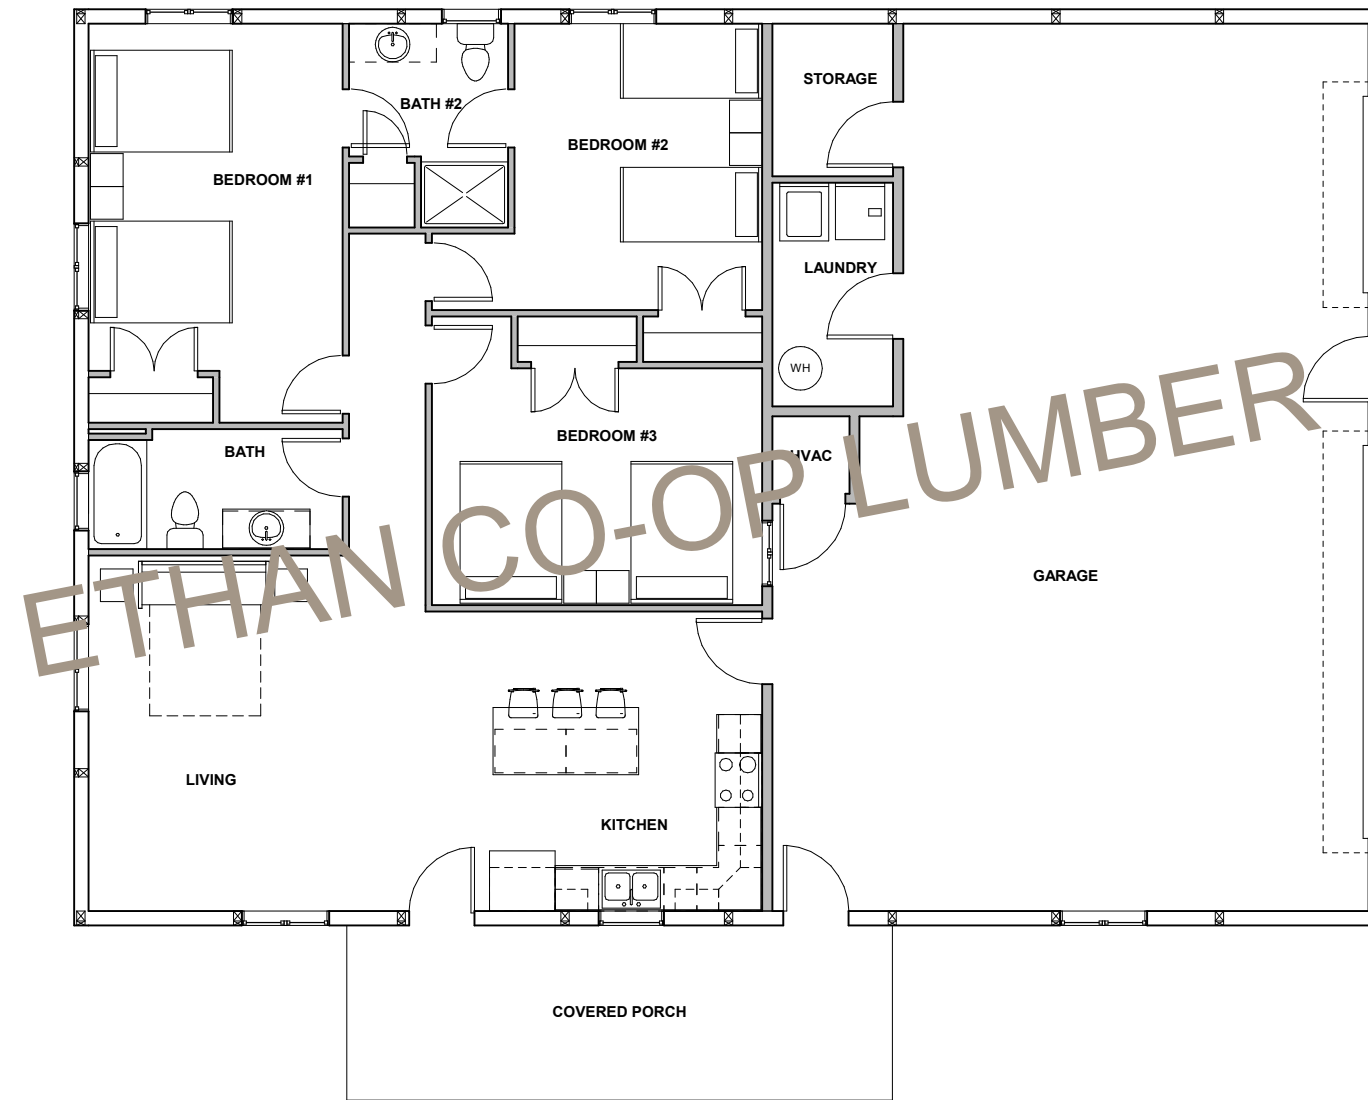 STORAGE
BATH #2
BEDROOM #2
BEDROOM #1
LAUNDRY
WH
BEDROOM #3
BATH
HVAC
ETHAN CO-OP LUMBER
GARAGE
LIVING
KITCHEN
COVERED PORCH